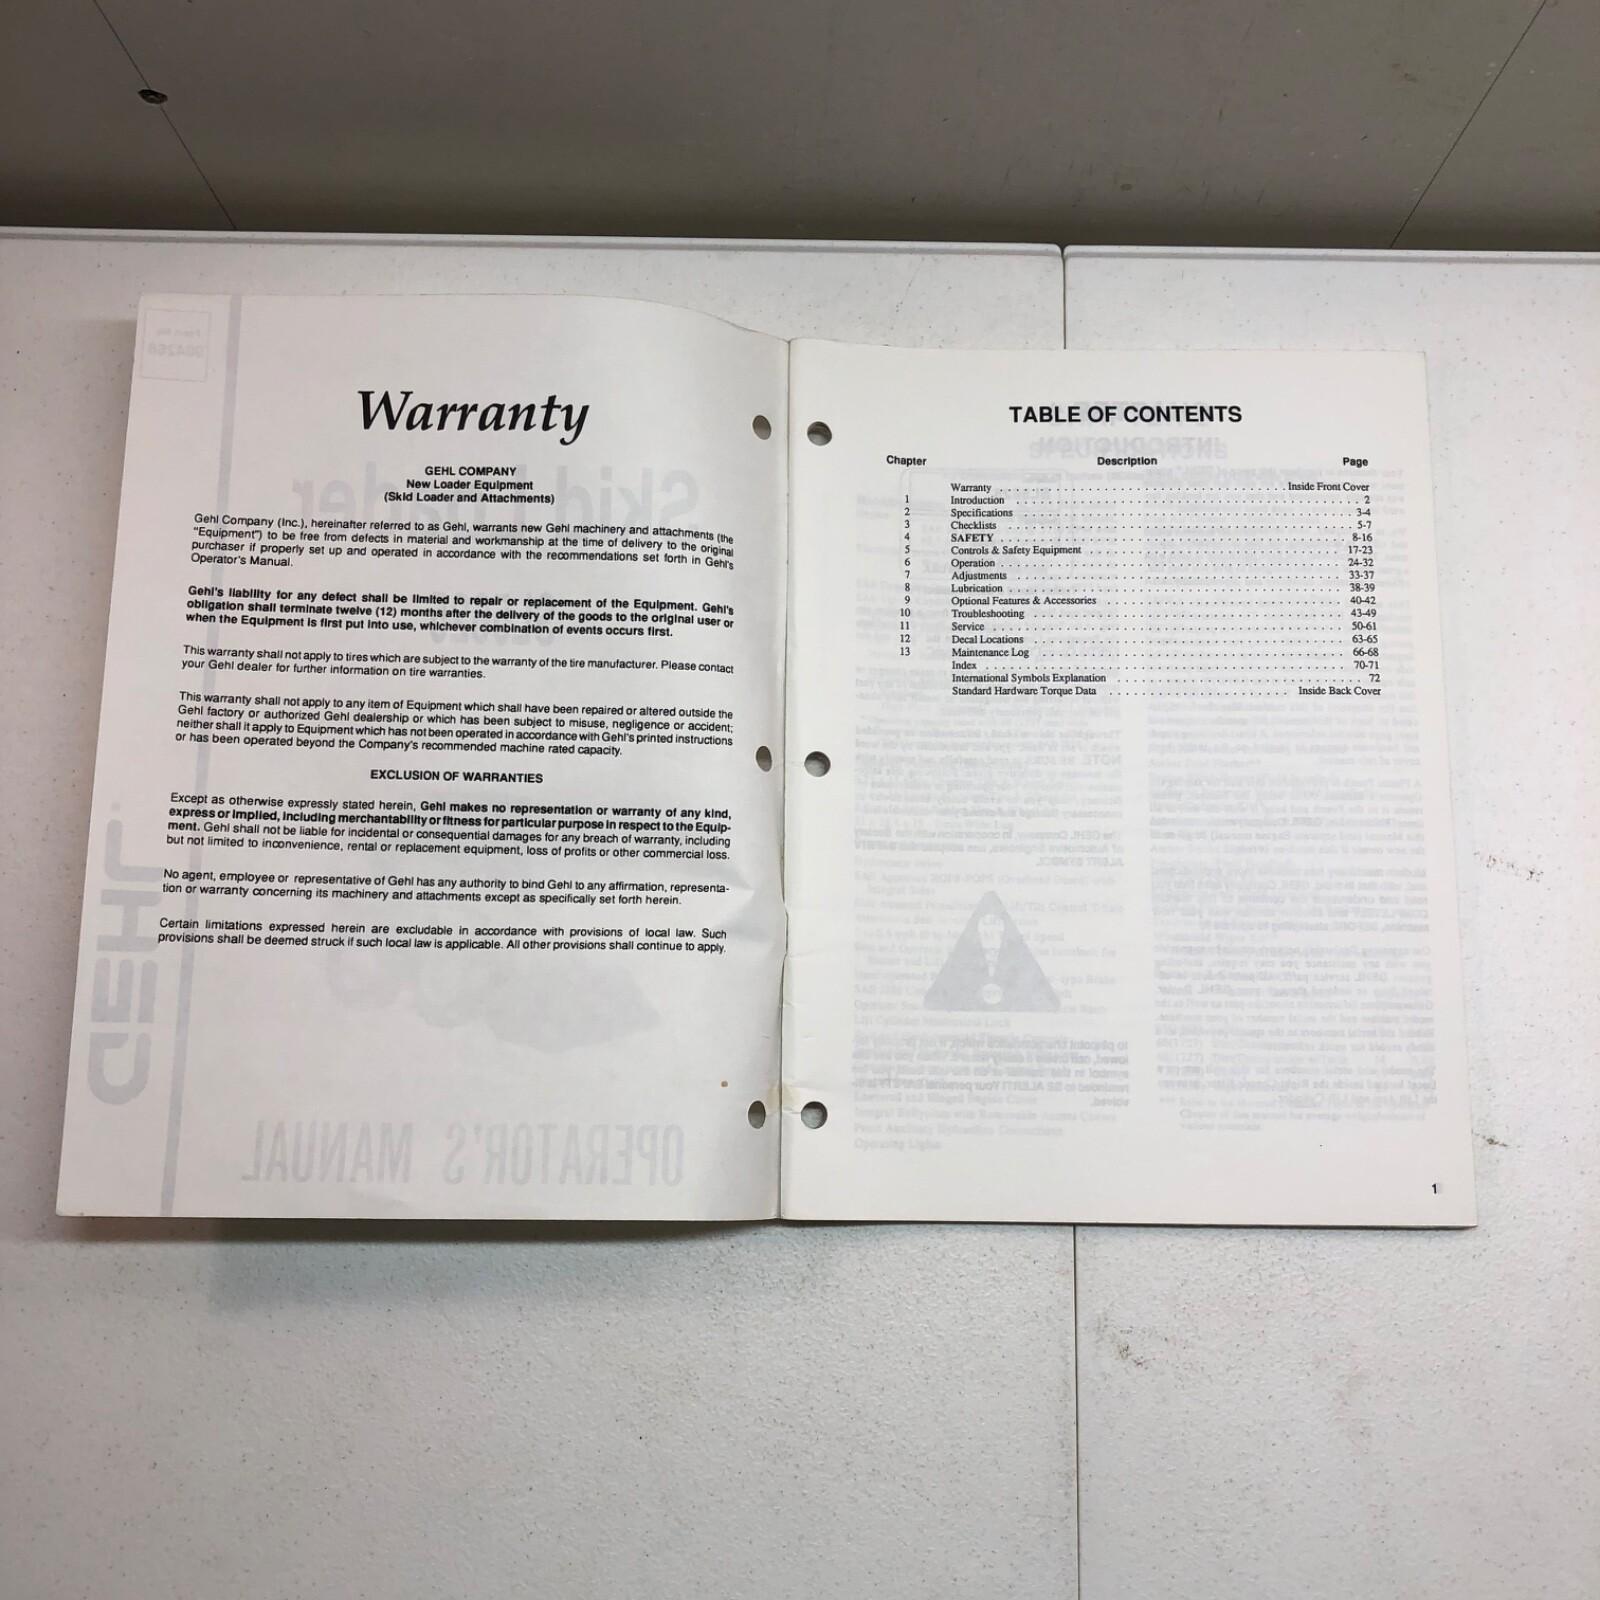 Warranty
GEHL COMPANY
New Loader Equipment
(Skid Loader and Attachments)
Gehl Company (Inc.), hereinafter referred to as Gehl, warrants new Gehl machinery and attachments (the
"Equipment") to be free from defects in material and workmanship at the time of delivery to the original
purchaser if properly set up and operated in accordance with the recommendations set forth in Gehl's
Operator's Manual.
Gehl's liability for any defect shall be limited to repair or replacement of the Equipment. Gehl's
obligation shall terminate twelve (12) months after the delivery of the goods to the original user or
when the Equipment is first put into use, whichever combination of events occurs first.
This warranty shall not apply to tires which are subject to the warranty of the tire manufacturer. Please contact
your Gehl dealer for further information on tire warranties.
This warranty shall not apply to any item of Equipment which shall have been repaired or altered outside the
Gehl factory or authorized Gehl dealership or which has been subject to misuse, negligence or accident;
neither shall it apply to Equipment which has not been operated in accordance with Gehl's printed instructions
or has been operated beyond the Company's recommended machine rated capacity.
EXCLUSION OF WARRANTIES
Except as otherwise expressly stated herein, Gehl makes no representation or warranty of any kind,
express or implied, including merchantability or fitness for particular purpose in respect to the Equip-
ment. Gehl shall not be liable for incidental or consequential damages for any breach of warranty, including
but not limited to inconvenience, rental or replacement equipment, loss of profits or other commercial loss.
No agent, employee or representative of Gehl has any authority to bind Gehl to any affirmation, representa-
tion or warranty concerning its machinery and attachments except as specifically set forth herein.
Certain limitations expressed herein are excludable in accordance with provisions of local law. Such
provisions shall be deemed struck if such local law is applicable. All other provisions shall continue to apply.
GEHL
OPERATOR'S MANUAL
Skid Loader
TABLE OF CONTENTS
Chapter Description Page
Warranty . . . . . . . . . . Inside Front Cover
1 Introduction . . . . . . . . . . 2
2 Specifications . . . . . . . . . . 3-4
3 Checklists . . . . . . . . . . 5-7
4 SAFETY . . . . . . . . . . 8-16
5 Controls & Safety Equipment . . . . . . . . . . 17-23
6 Operation . . . . . . . . . . 24-32
7 Adjustments . . . . . . . . . . 33-37
8 Lubrication . . . . . . . . . . 38-39
9 Optional Features & Accessories . . . . . . . . . . 40-42
10 Troubleshooting . . . . . . . . . . 43-49
11 Service . . . . . . . . . . 50-61
12 Decal Locations . . . . . . . . . . 63-65
13 Maintenance Log . . . . . . . . . . 66-68
Index . . . . . . . . . . 70-71
International Symbols Explanation . . . . . . . . . . 72
Standard Hardware Torque Data . . . . . . . . . . Inside Back Cover
1